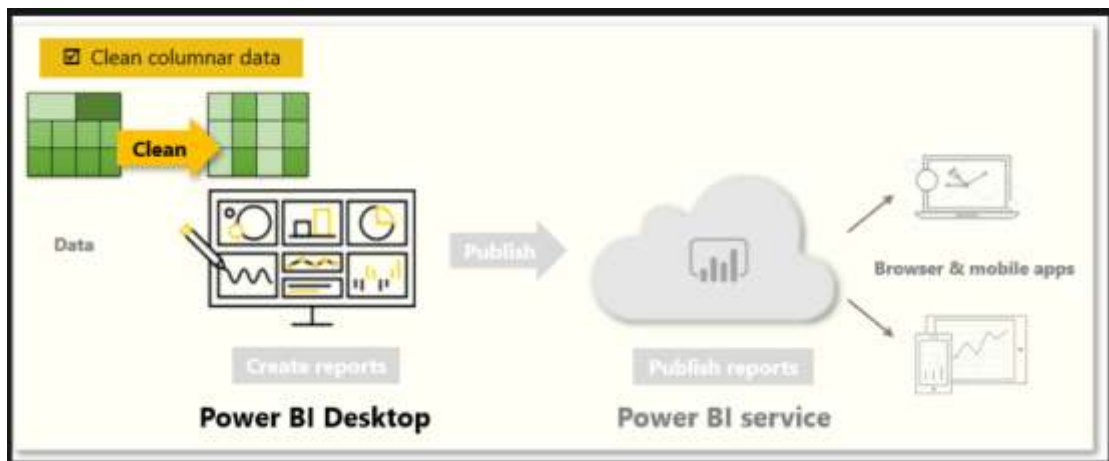 Clean columnar data
Clean
Data
Publish
Browser & mobile apps
Create reports
Publish reports
Power BI Desktop
Power BI service